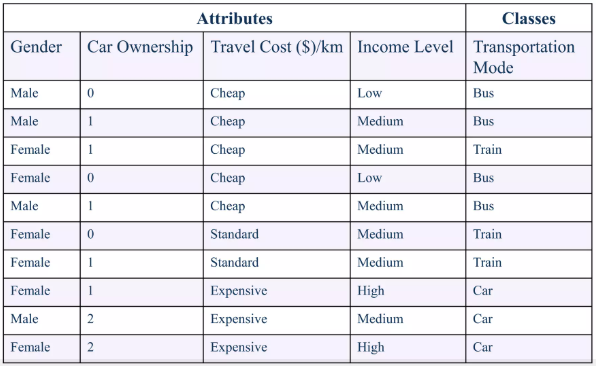 Attributes Classes
Gender Car Ownership Travel Cost ($)/km Income Level Transportation Mode
Male 0 Cheap Low Bus
Male 1 Cheap Medium Bus
Female 1 Cheap Medium Train
Female 0 Cheap Low Bus
Male 1 Cheap Medium Bus
Female 0 Standard Medium Train
Female 1 Standard Medium Train
Female 1 Expensive High Car
Male 2 Expensive Medium Car
Female 2 Expensive High Car